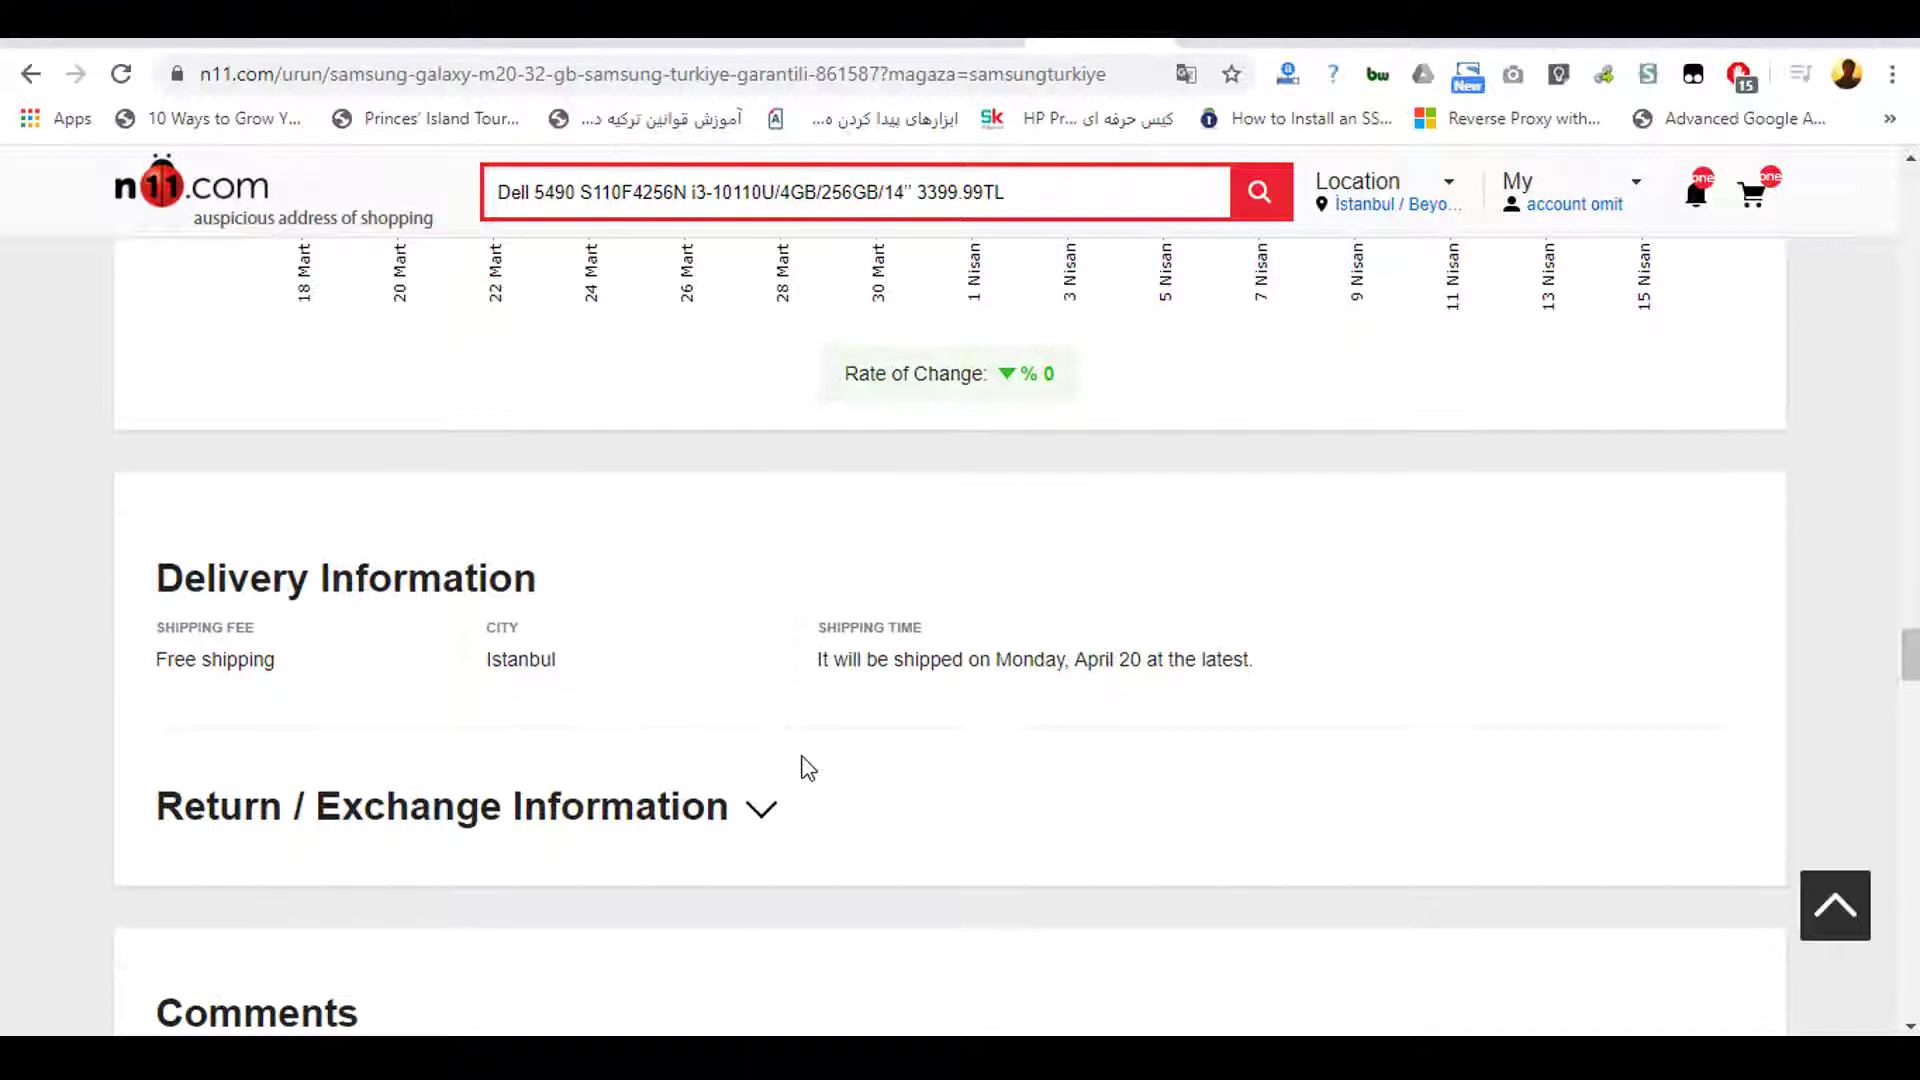 n11.com/urun/samsung-galaxy-m20-32-gb-samsung-turkiye-garantili-861587?magaza=samsungturkiye
bw
New
15
Apps
10 Ways to Grow Y...
Princes' Island Tour...
آموزش قوانین ترکیه د...
ابزارهای پیدا کردن ه...
Sk
کیس حرفه ای HP Pr...
How to Install an SS...
Reverse Proxy with...
Advanced Google A...
»
n11.com
auspicious address of shopping
Dell 5490 S110F4256N i3-10110U/4GB/256GB/14" 3399.99TL
Location
İstanbul / Beyo...
My
account omit
one
one
18 Mart
20 Mart
22 Mart
24 Mart
26 Mart
28 Mart
30 Mart
1 Nisan
3 Nisan
5 Nisan
7 Nisan
9 Nisan
11 Nisan
13 Nisan
15 Nisan
Rate of Change: ▼ % 0
Delivery Information
SHIPPING FEE
CITY
SHIPPING TIME
Free shipping
Istanbul
It will be shipped on Monday, April 20 at the latest.
Return / Exchange Information
Comments